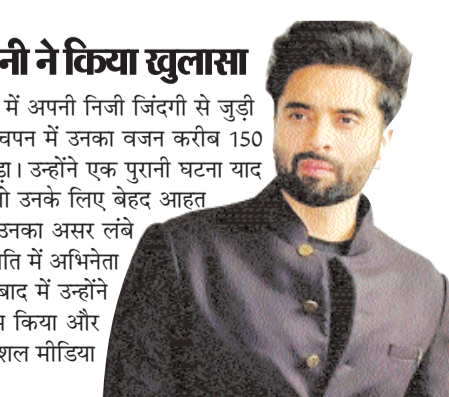 नी ने किया खुलासा
में अपनी निजी जिंदगी से जुड़ी
चपन में उनका वजन करीब 150
उन्होंने एक पुरानी घटना याद
उनके लिए बेहद आहत
उनका असर लंबे
में अभिनेता
बाद में उन्होंने
किया और
शल मीडिया